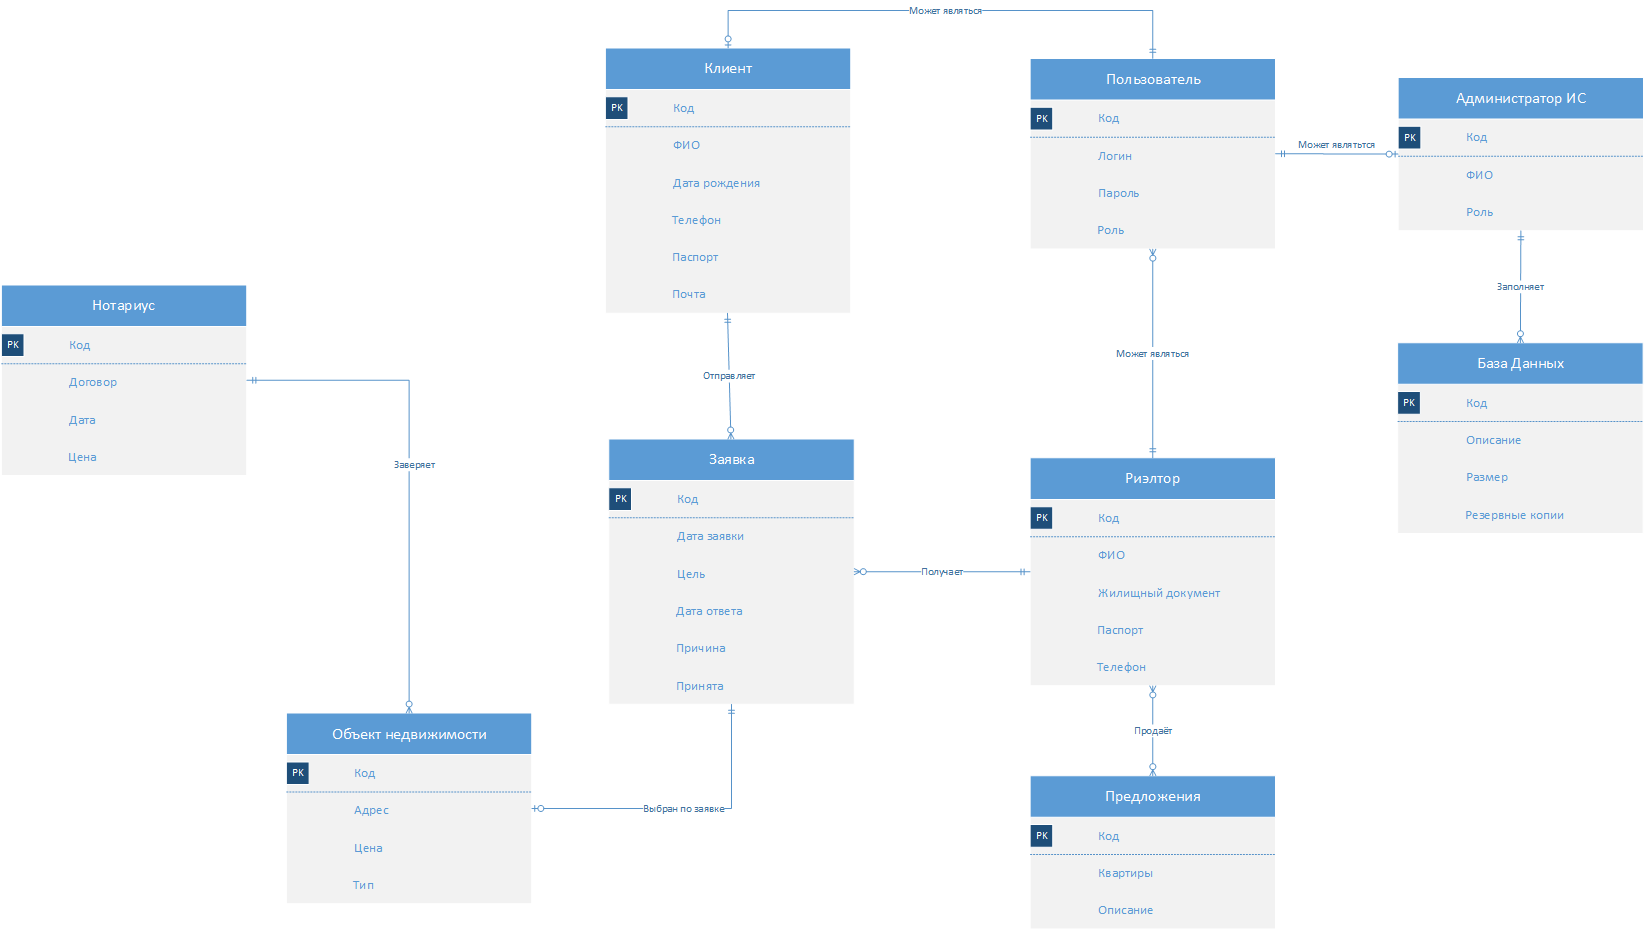 Может являться
Клиент
PK
Код
ФИО
Дата рождения
Телефон
Паспорт
Почта
Пользователь
PK
Код
Логин
Пароль
Роль
Может являтьтся
Администратор ИС
PK
Код
ФИО
Роль
Заполняет
База Данных
PK
Код
Описание
Размер
Резервные копии
Нотариус
PK
Код
Договор
Дата
Цена
Заверяет
Отправляет
Может являться
Заявка
PK
Код
Дата заявки
Цель
Дата ответа
Причина
Принята
Получает
Риэлтор
PK
Код
ФИО
Жилищный документ
Паспорт
Телефон
Продаёт
Объект недвижимости
PK
Код
Адрес
Цена
Тип
Выбран по заявке
Предложения
PK
Код
Квартиры
Описание